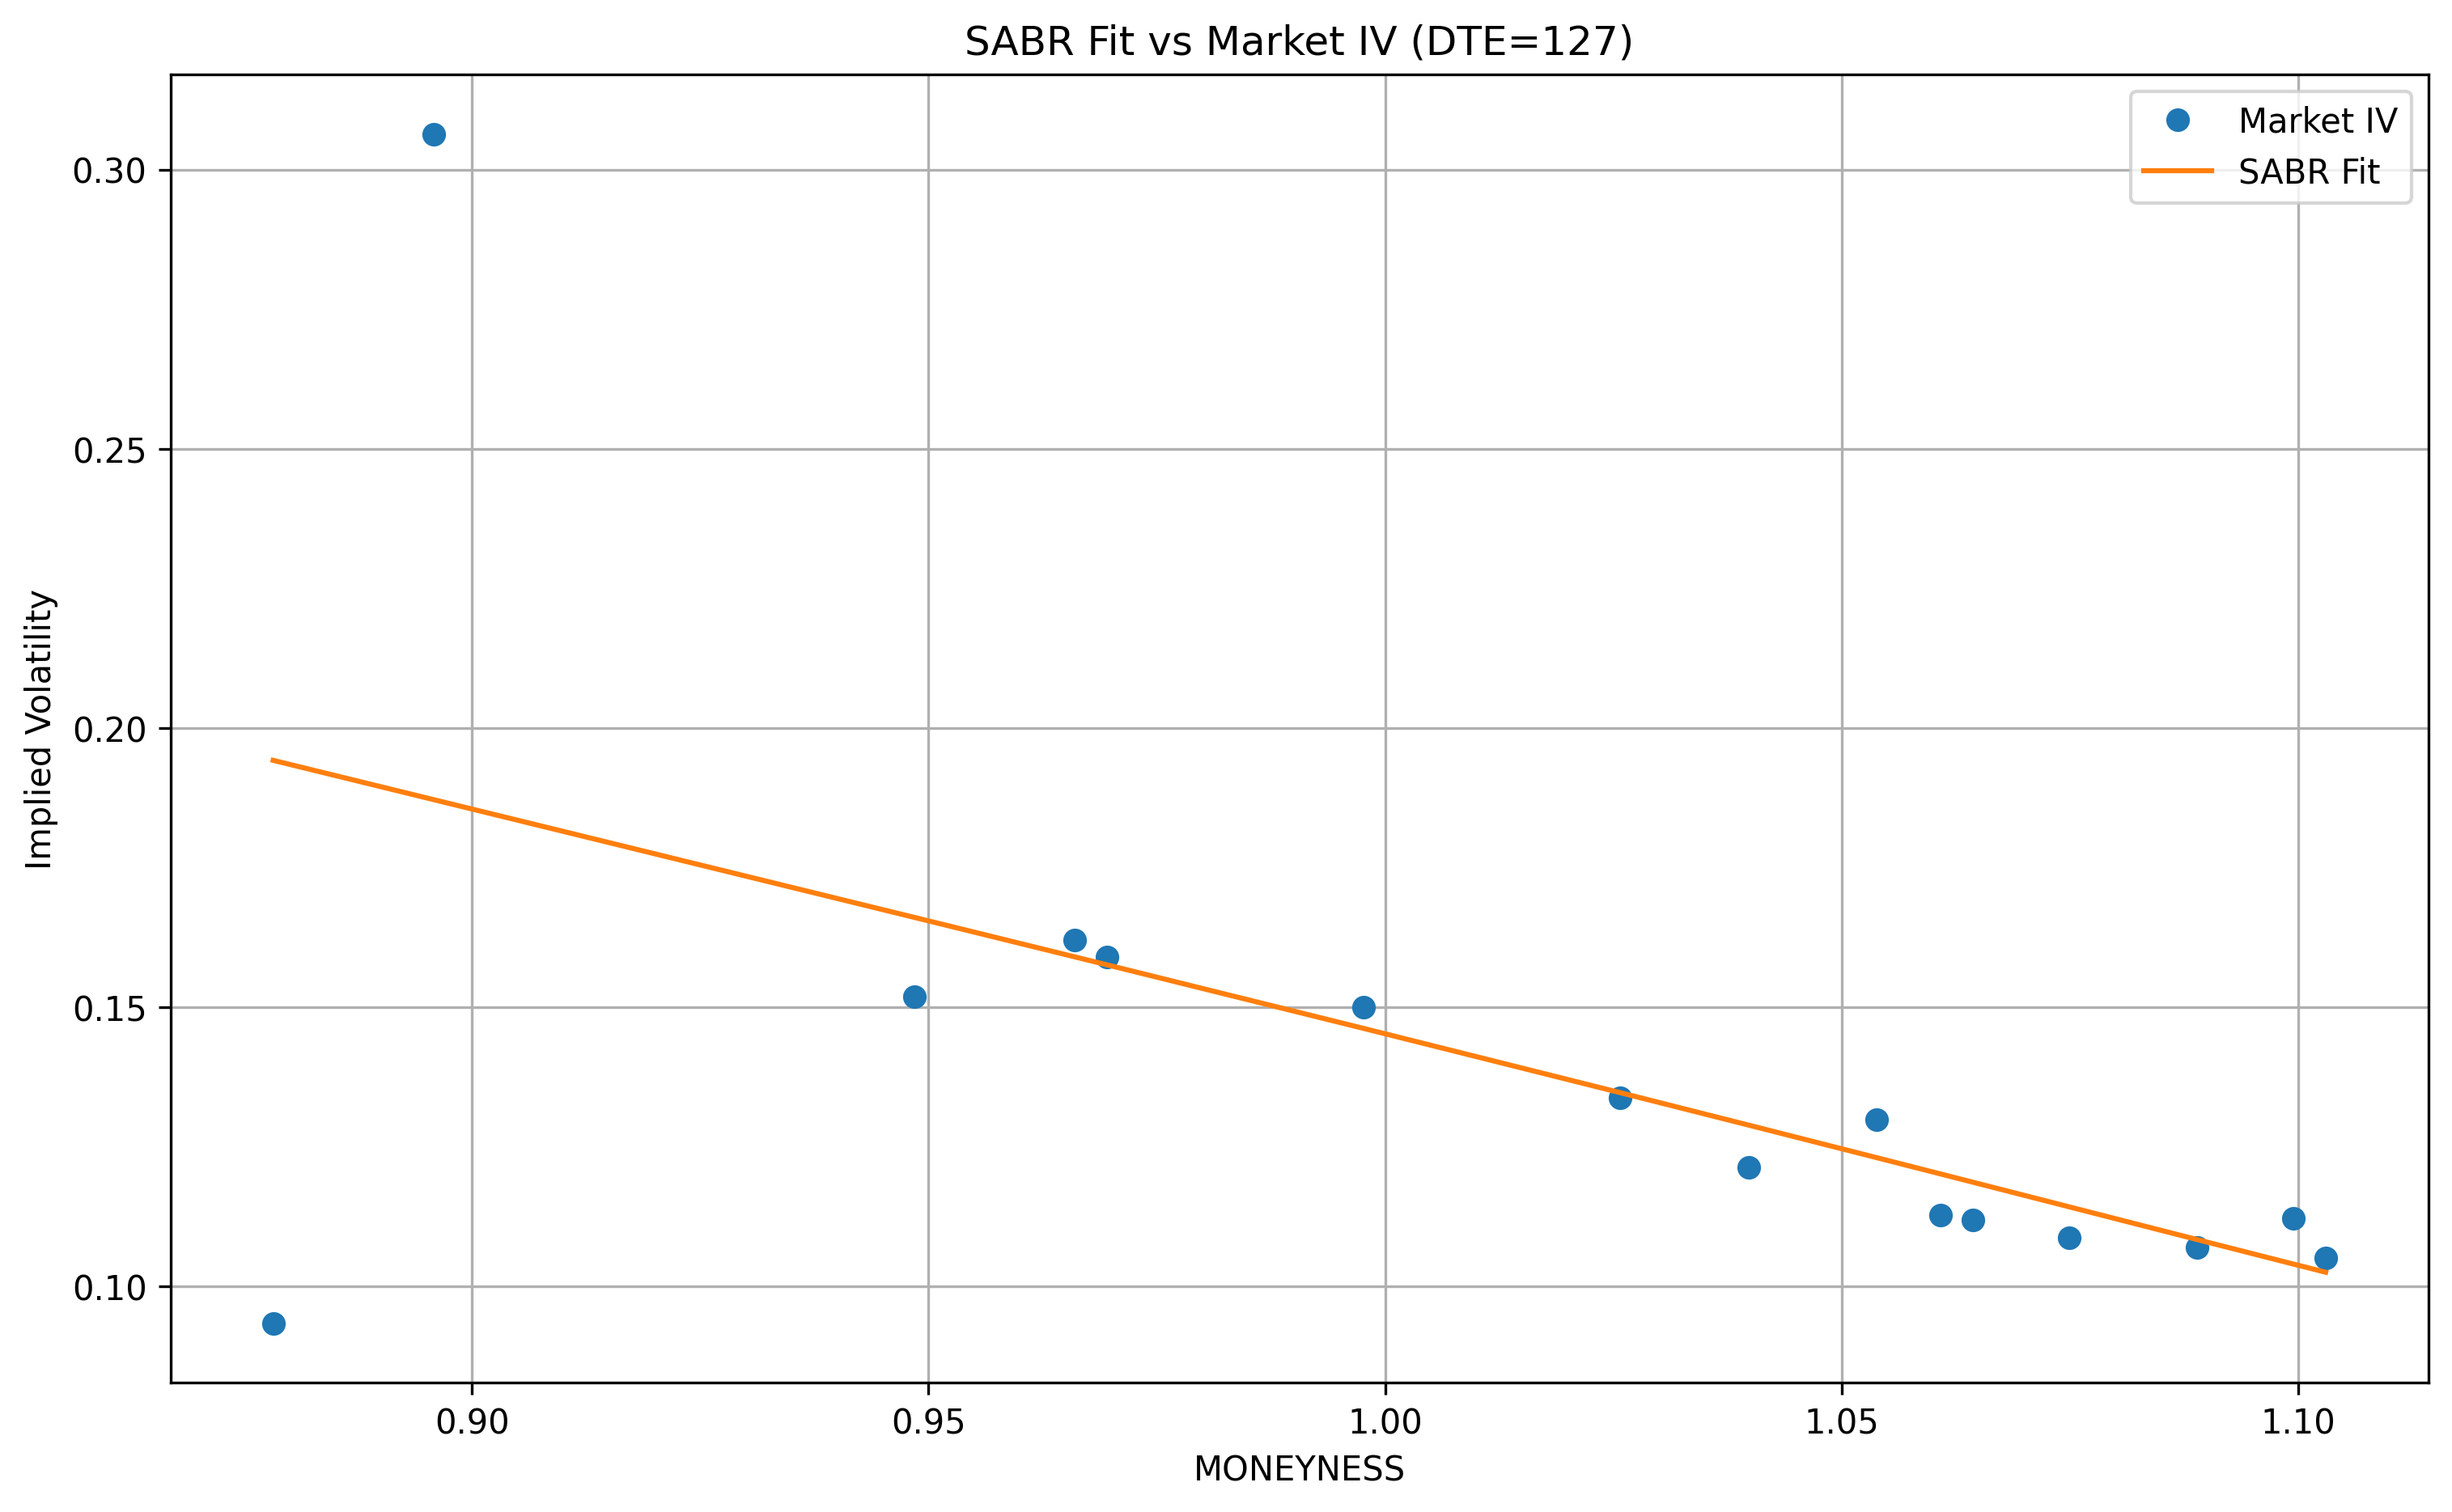 SABR Fit vs Market IV (DTE=127)
Market IV
SABR Fit
Implied Volatility
0.30
0.25
0.20
0.15
0.10
0.90
0.95
1.00
1.05
1.10
MONEYNESS